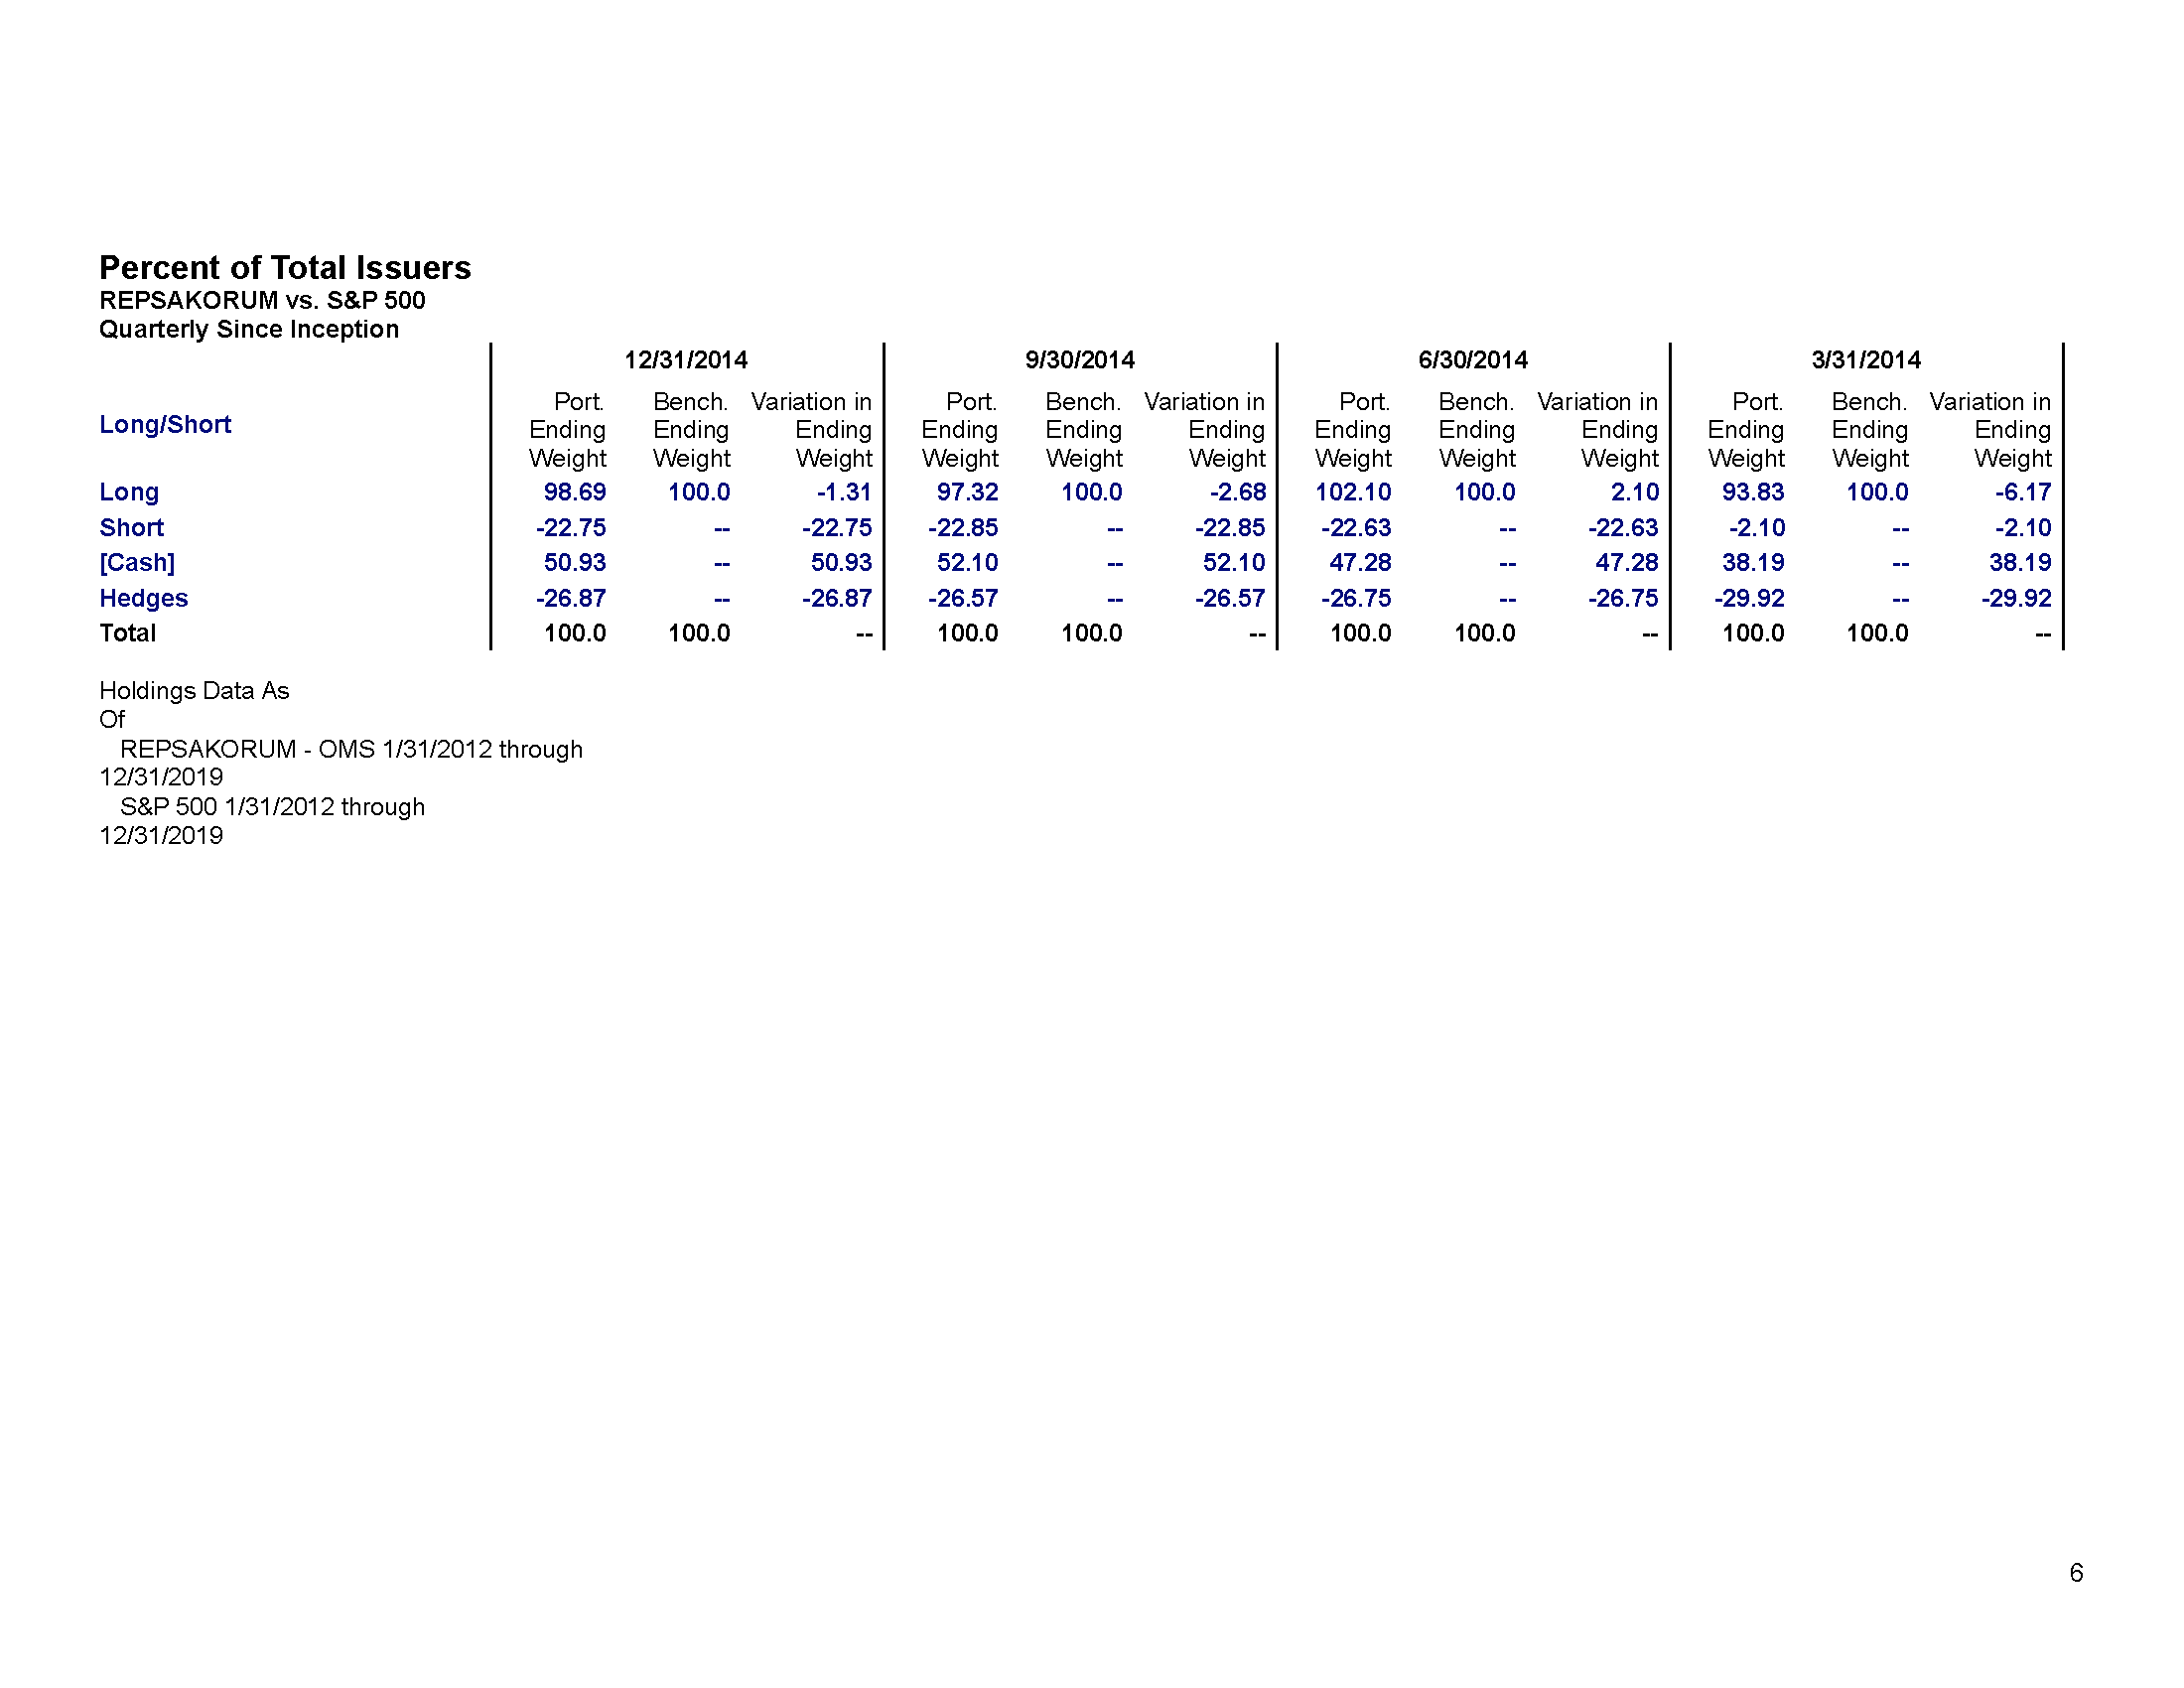 Percent of Total Issuers
REPSAKORUM vs. S&P 500
Quarterly Since Inception
12/31/2014 9/30/2014 6/30/2014 3/31/2014
Long/Short
Port. Bench. Variation in Port. Bench. Variation in Port. Bench. Variation in Port. Bench. Variation in
Ending Ending Ending Ending Ending Ending Ending Ending Ending Ending Ending Ending
Weight Weight Weight Weight Weight Weight Weight Weight Weight Weight Weight Weight
Long 98.69 100.0 -1.31 97.32 100.0 -2.68 102.10 100.0 2.10 93.83 100.0 -6.17
Short -22.75 -- -22.75 -22.85 -- -22.85 -22.63 -- -22.63 -2.10 -- -2.10
[Cash] 50.93 -- 50.93 52.10 -- 52.10 47.28 -- 47.28 38.19 -- 38.19
Hedges -26.87 -- -26.87 -26.57 -- -26.57 -26.75 -- -26.75 -29.92 -- -29.92
Total 100.0 100.0 -- 100.0 100.0 -- 100.0 100.0 -- 100.0 100.0 --
Holdings Data As
Of
REPSAKORUM - OMS 1/31/2012 through
12/31/2019
S&P 500 1/31/2012 through
12/31/2019
6